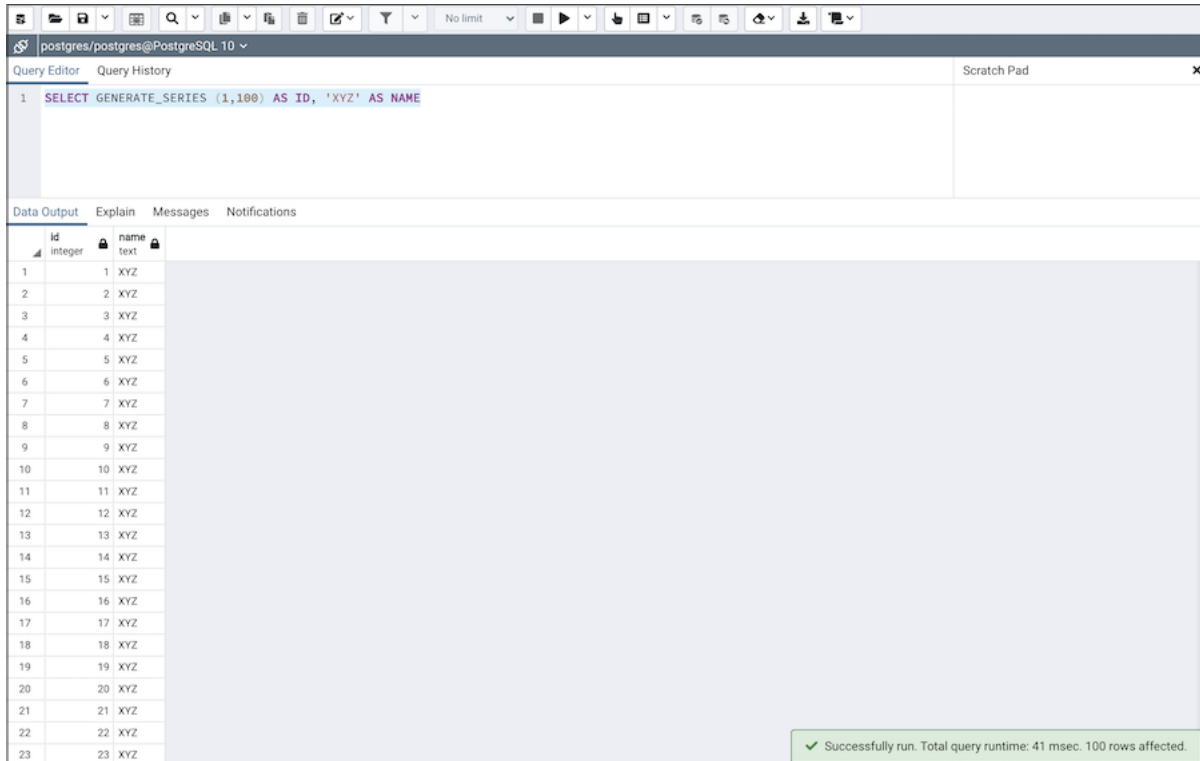 No limit
postgres/postgres@PostgreSQL 10
Query Editor Query History Scratch Pad
1 SELECT GENERATE_SERIES (1,100) AS ID, 'XYZ' AS NAME
Data Output Explain Messages Notifications
id name
integer text
1 1 XYZ
2 2 XYZ
3 3 XYZ
4 4 XYZ
5 5 XYZ
6 6 XYZ
7 7 XYZ
8 8 XYZ
9 9 XYZ
10 10 XYZ
11 11 XYZ
12 12 XYZ
13 13 XYZ
14 14 XYZ
15 15 XYZ
16 16 XYZ
17 17 XYZ
18 18 XYZ
19 19 XYZ
20 20 XYZ
21 21 XYZ
22 22 XYZ
23 23 XYZ
Successfully run. Total query runtime: 41 msec. 100 rows affected.